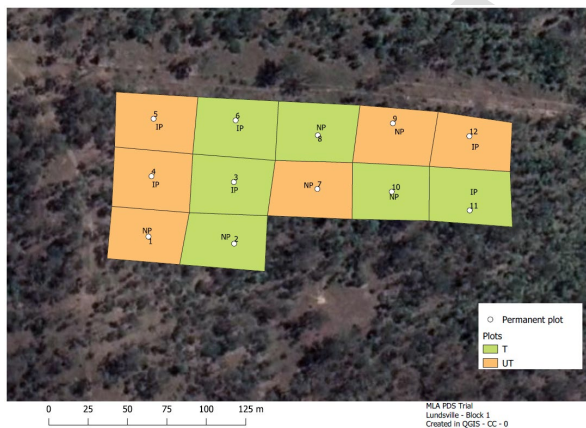 5
IP
6
IP
NP
8
9
NP
12
IP
4
IP
3
IP
7
NP
10
NP
IP
11
NP
1
NP 2
Permanent plot
Plots
T
UT
0 25 50 75 100 125 m
MLA PDS Trial
Lundsville - Block 1
Created in QGIS - CC - 0